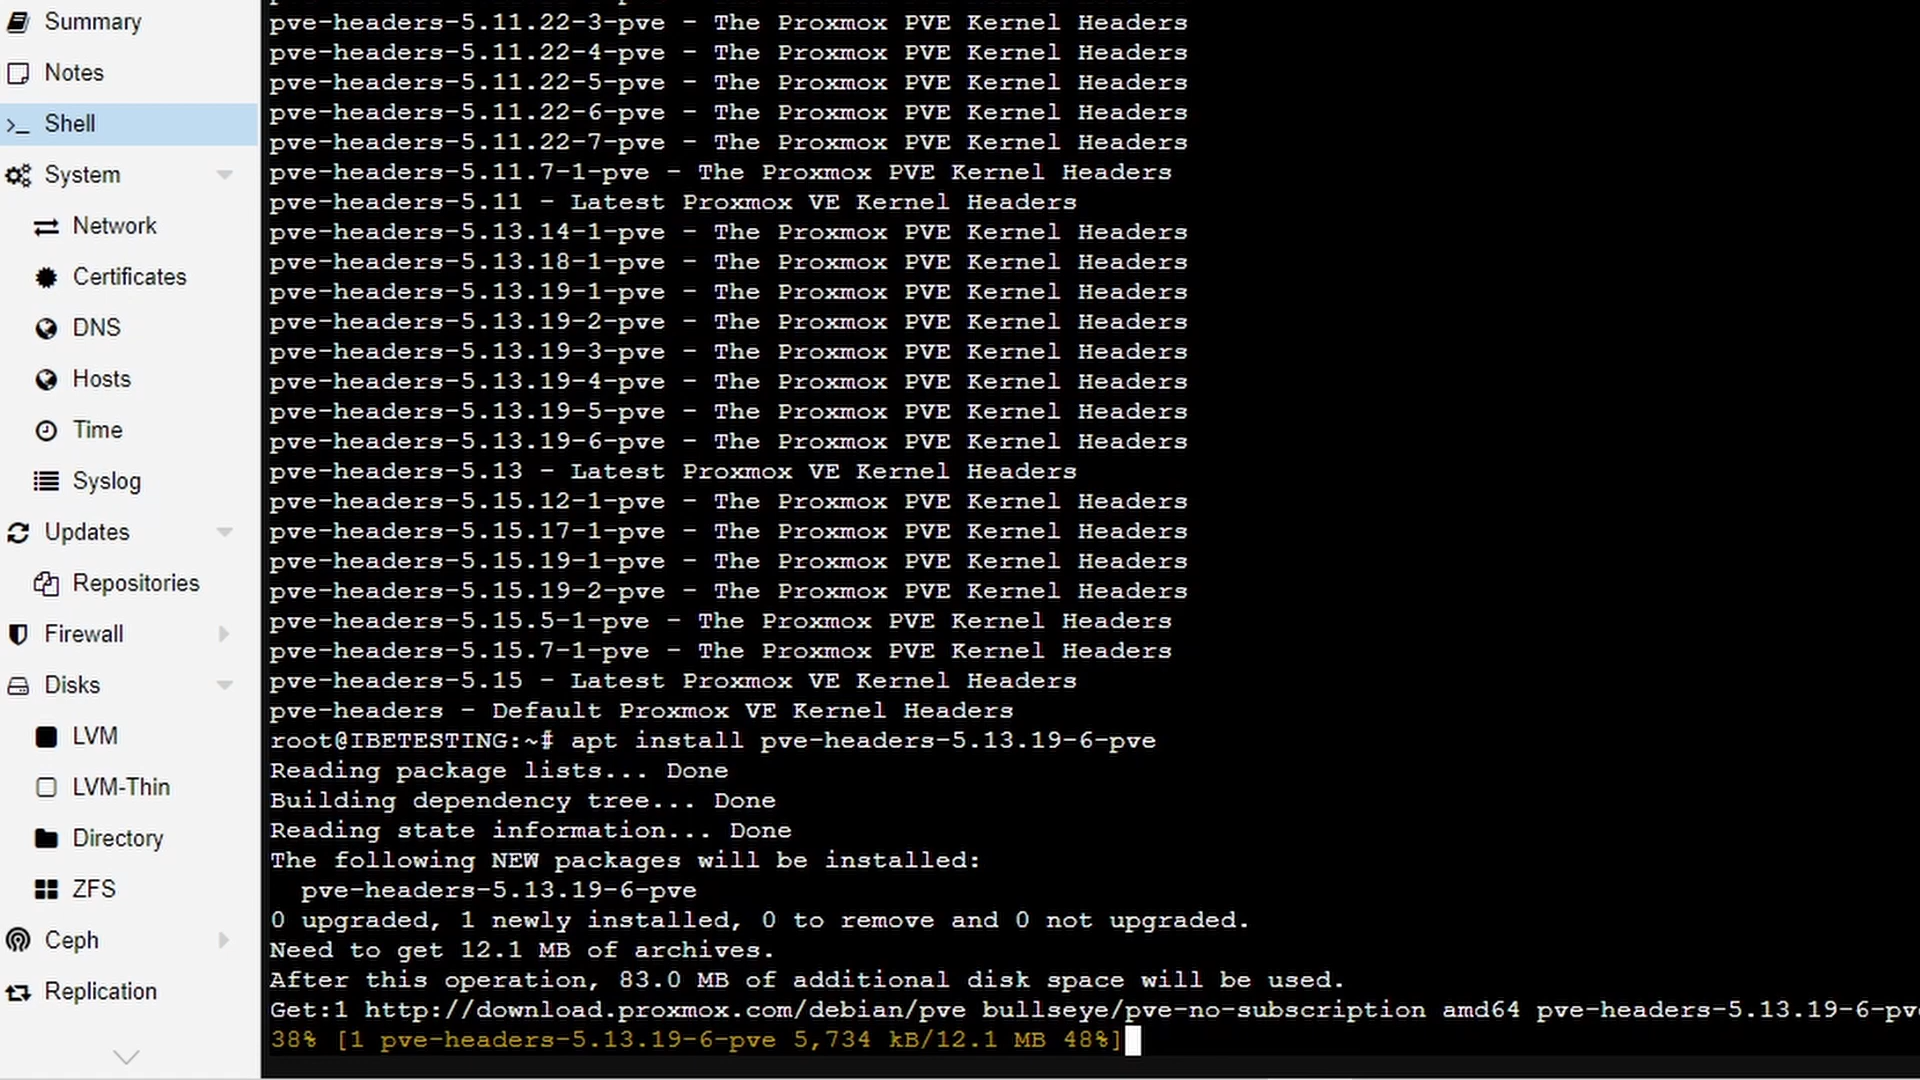 Summary
Notes
Shell
System
Network
Certificates
DNS
Hosts
Time
Syslog
Updates
Repositories
Firewall
Disks
LVM
LVM-Thin
Directory
ZFS
Ceph
Replication
pve-headers-5.11.22-3-pve - The Proxmox PVE Kernel Headers
pve-headers-5.11.22-4-pve - The Proxmox PVE Kernel Headers
pve-headers-5.11.22-5-pve - The Proxmox PVE Kernel Headers
pve-headers-5.11.22-6-pve - The Proxmox PVE Kernel Headers
pve-headers-5.11.22-7-pve - The Proxmox PVE Kernel Headers
pve-headers-5.11.7-1-pve - The Proxmox PVE Kernel Headers
pve-headers-5.11 - Latest Proxmox VE Kernel Headers
pve-headers-5.13.14-1-pve - The Proxmox PVE Kernel Headers
pve-headers-5.13.18-1-pve - The Proxmox PVE Kernel Headers
pve-headers-5.13.19-1-pve - The Proxmox PVE Kernel Headers
pve-headers-5.13.19-2-pve - The Proxmox PVE Kernel Headers
pve-headers-5.13.19-3-pve - The Proxmox PVE Kernel Headers
pve-headers-5.13.19-4-pve - The Proxmox PVE Kernel Headers
pve-headers-5.13.19-5-pve - The Proxmox PVE Kernel Headers
pve-headers-5.13.19-6-pve - The Proxmox PVE Kernel Headers
pve-headers-5.13 - Latest Proxmox VE Kernel Headers
pve-headers-5.15.12-1-pve - The Proxmox PVE Kernel Headers
pve-headers-5.15.17-1-pve - The Proxmox PVE Kernel Headers
pve-headers-5.15.19-1-pve - The Proxmox PVE Kernel Headers
pve-headers-5.15.19-2-pve - The Proxmox PVE Kernel Headers
pve-headers-5.15.5-1-pve - The Proxmox PVE Kernel Headers
pve-headers-5.15.7-1-pve - The Proxmox PVE Kernel Headers
pve-headers-5.15 - Latest Proxmox VE Kernel Headers
pve-headers - Default Proxmox VE Kernel Headers
root@IBETESTING:~# apt install pve-headers-5.13.19-6-pve
Reading package lists... Done
Building dependency tree... Done
Reading state information... Done
The following NEW packages will be installed:
  pve-headers-5.13.19-6-pve
0 upgraded, 1 newly installed, 0 to remove and 0 not upgraded.
Need to get 12.1 MB of archives.
After this operation, 83.0 MB of additional disk space will be used.
Get:1 http://download.proxmox.com/debian/pve bullseye/pve-no-subscription amd64 pve-headers-5.13.19-6-pv
38% [1 pve-headers-5.13.19-6-pve 5,734 kB/12.1 MB 48%]